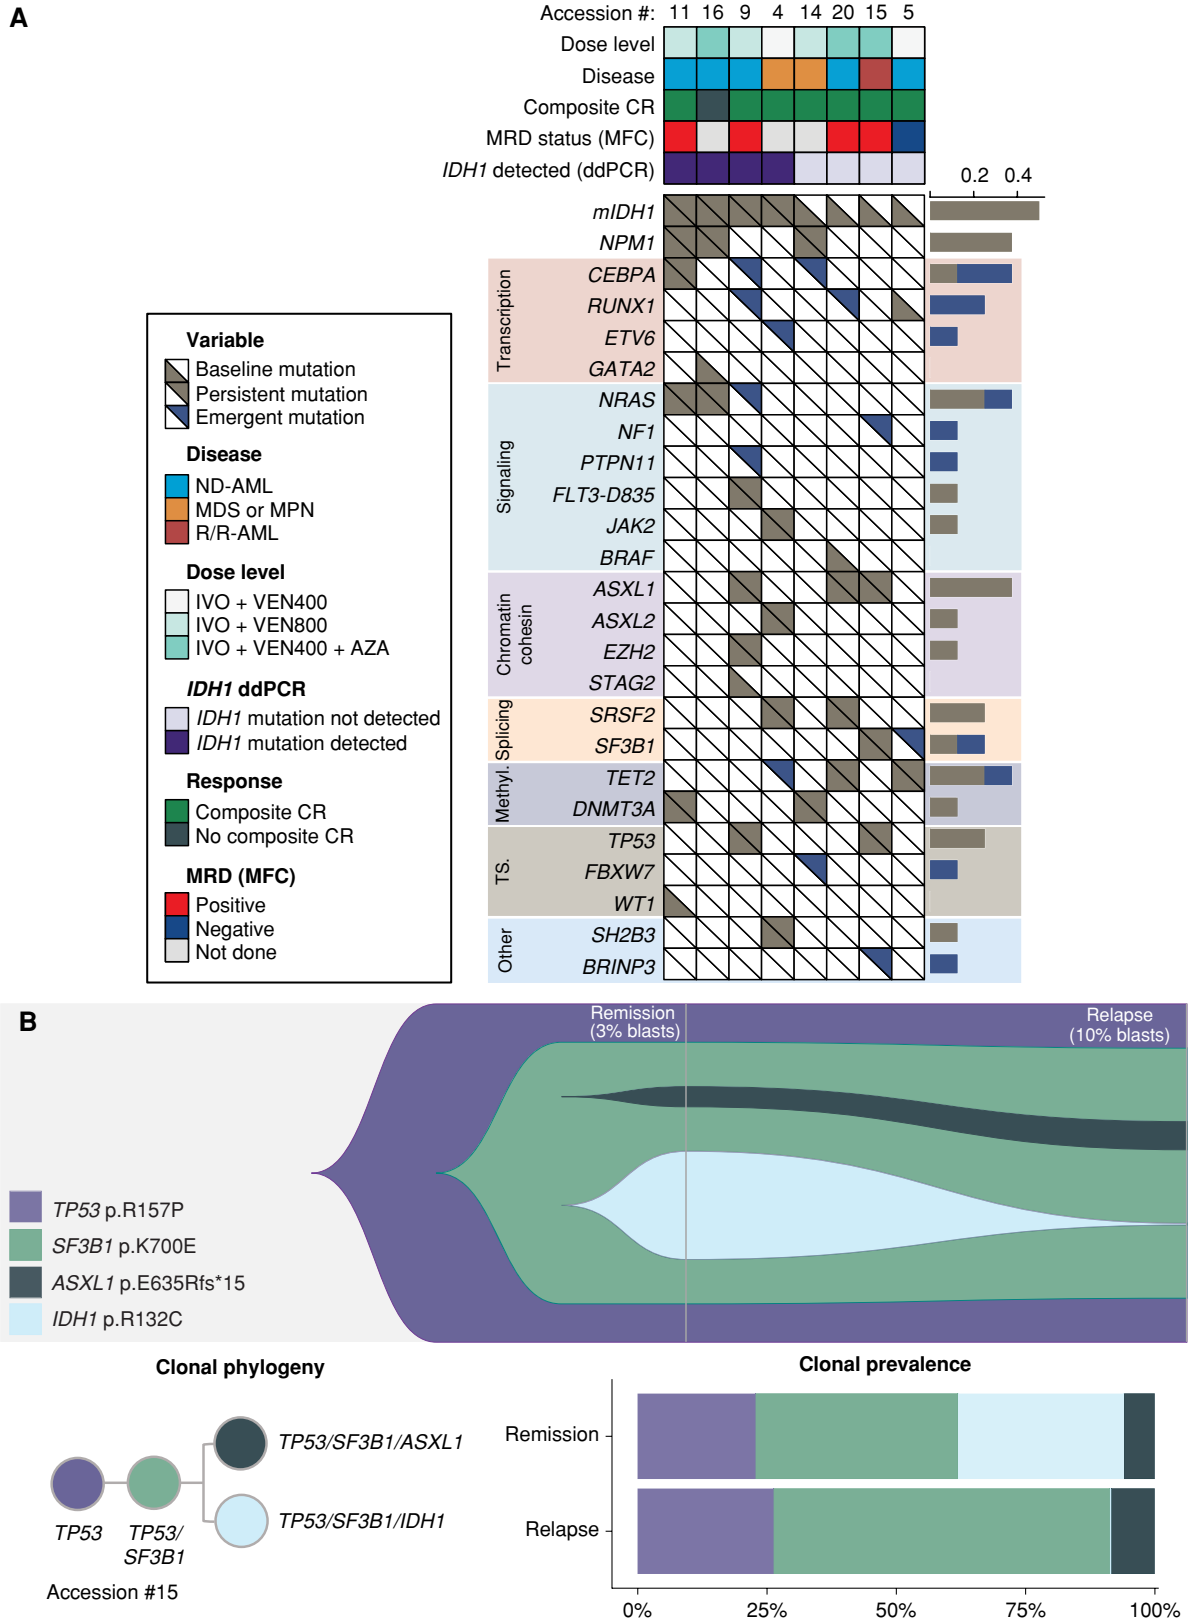 A
Accession #: 11 16 9 4 14 20 15 5
Dose level
Disease
Composite CR
MRD status (MFC)
IDH1 detected (ddPCR)
0.2 0.4
mIDH1
NPM1
Transcription
CEBPA
RUNX1
ETV6
GATA2
Signaling
NRAS
NF1
PTPN11
FLT3-D835
JAK2
BRAF
Chromatin
cohesin
ASXL1
ASXL2
EZH2
STAG2
Splicing
SRSF2
SF3B1
Methyl.
TET2
DNMT3A
TS.
TP53
FBXW7
WT1
Other
SH2B3
BRINP3
Variable
Baseline mutation
Persistent mutation
Emergent mutation
Disease
ND-AML
MDS or MPN
R/R-AML
Dose level
IVO + VEN400
IVO + VEN800
IVO + VEN400 + AZA
IDH1 ddPCR
IDH1 mutation not detected
IDH1 mutation detected
Response
Composite CR
No composite CR
MRD (MFC)
Positive
Negative
Not done
B
Remission
(3% blasts)
Relapse
(10% blasts)
TP53 p.R157P
SF3B1 p.K700E
ASXL1 p.E635Rfs*15
IDH1 p.R132C
Clonal phylogeny
TP53/SF3B1/ASXL1
TP53/SF3B1/IDH1
TP53
TP53/
SF3B1
Accession #15
Clonal prevalence
Remission
Relapse
0% 25% 50% 75% 100%